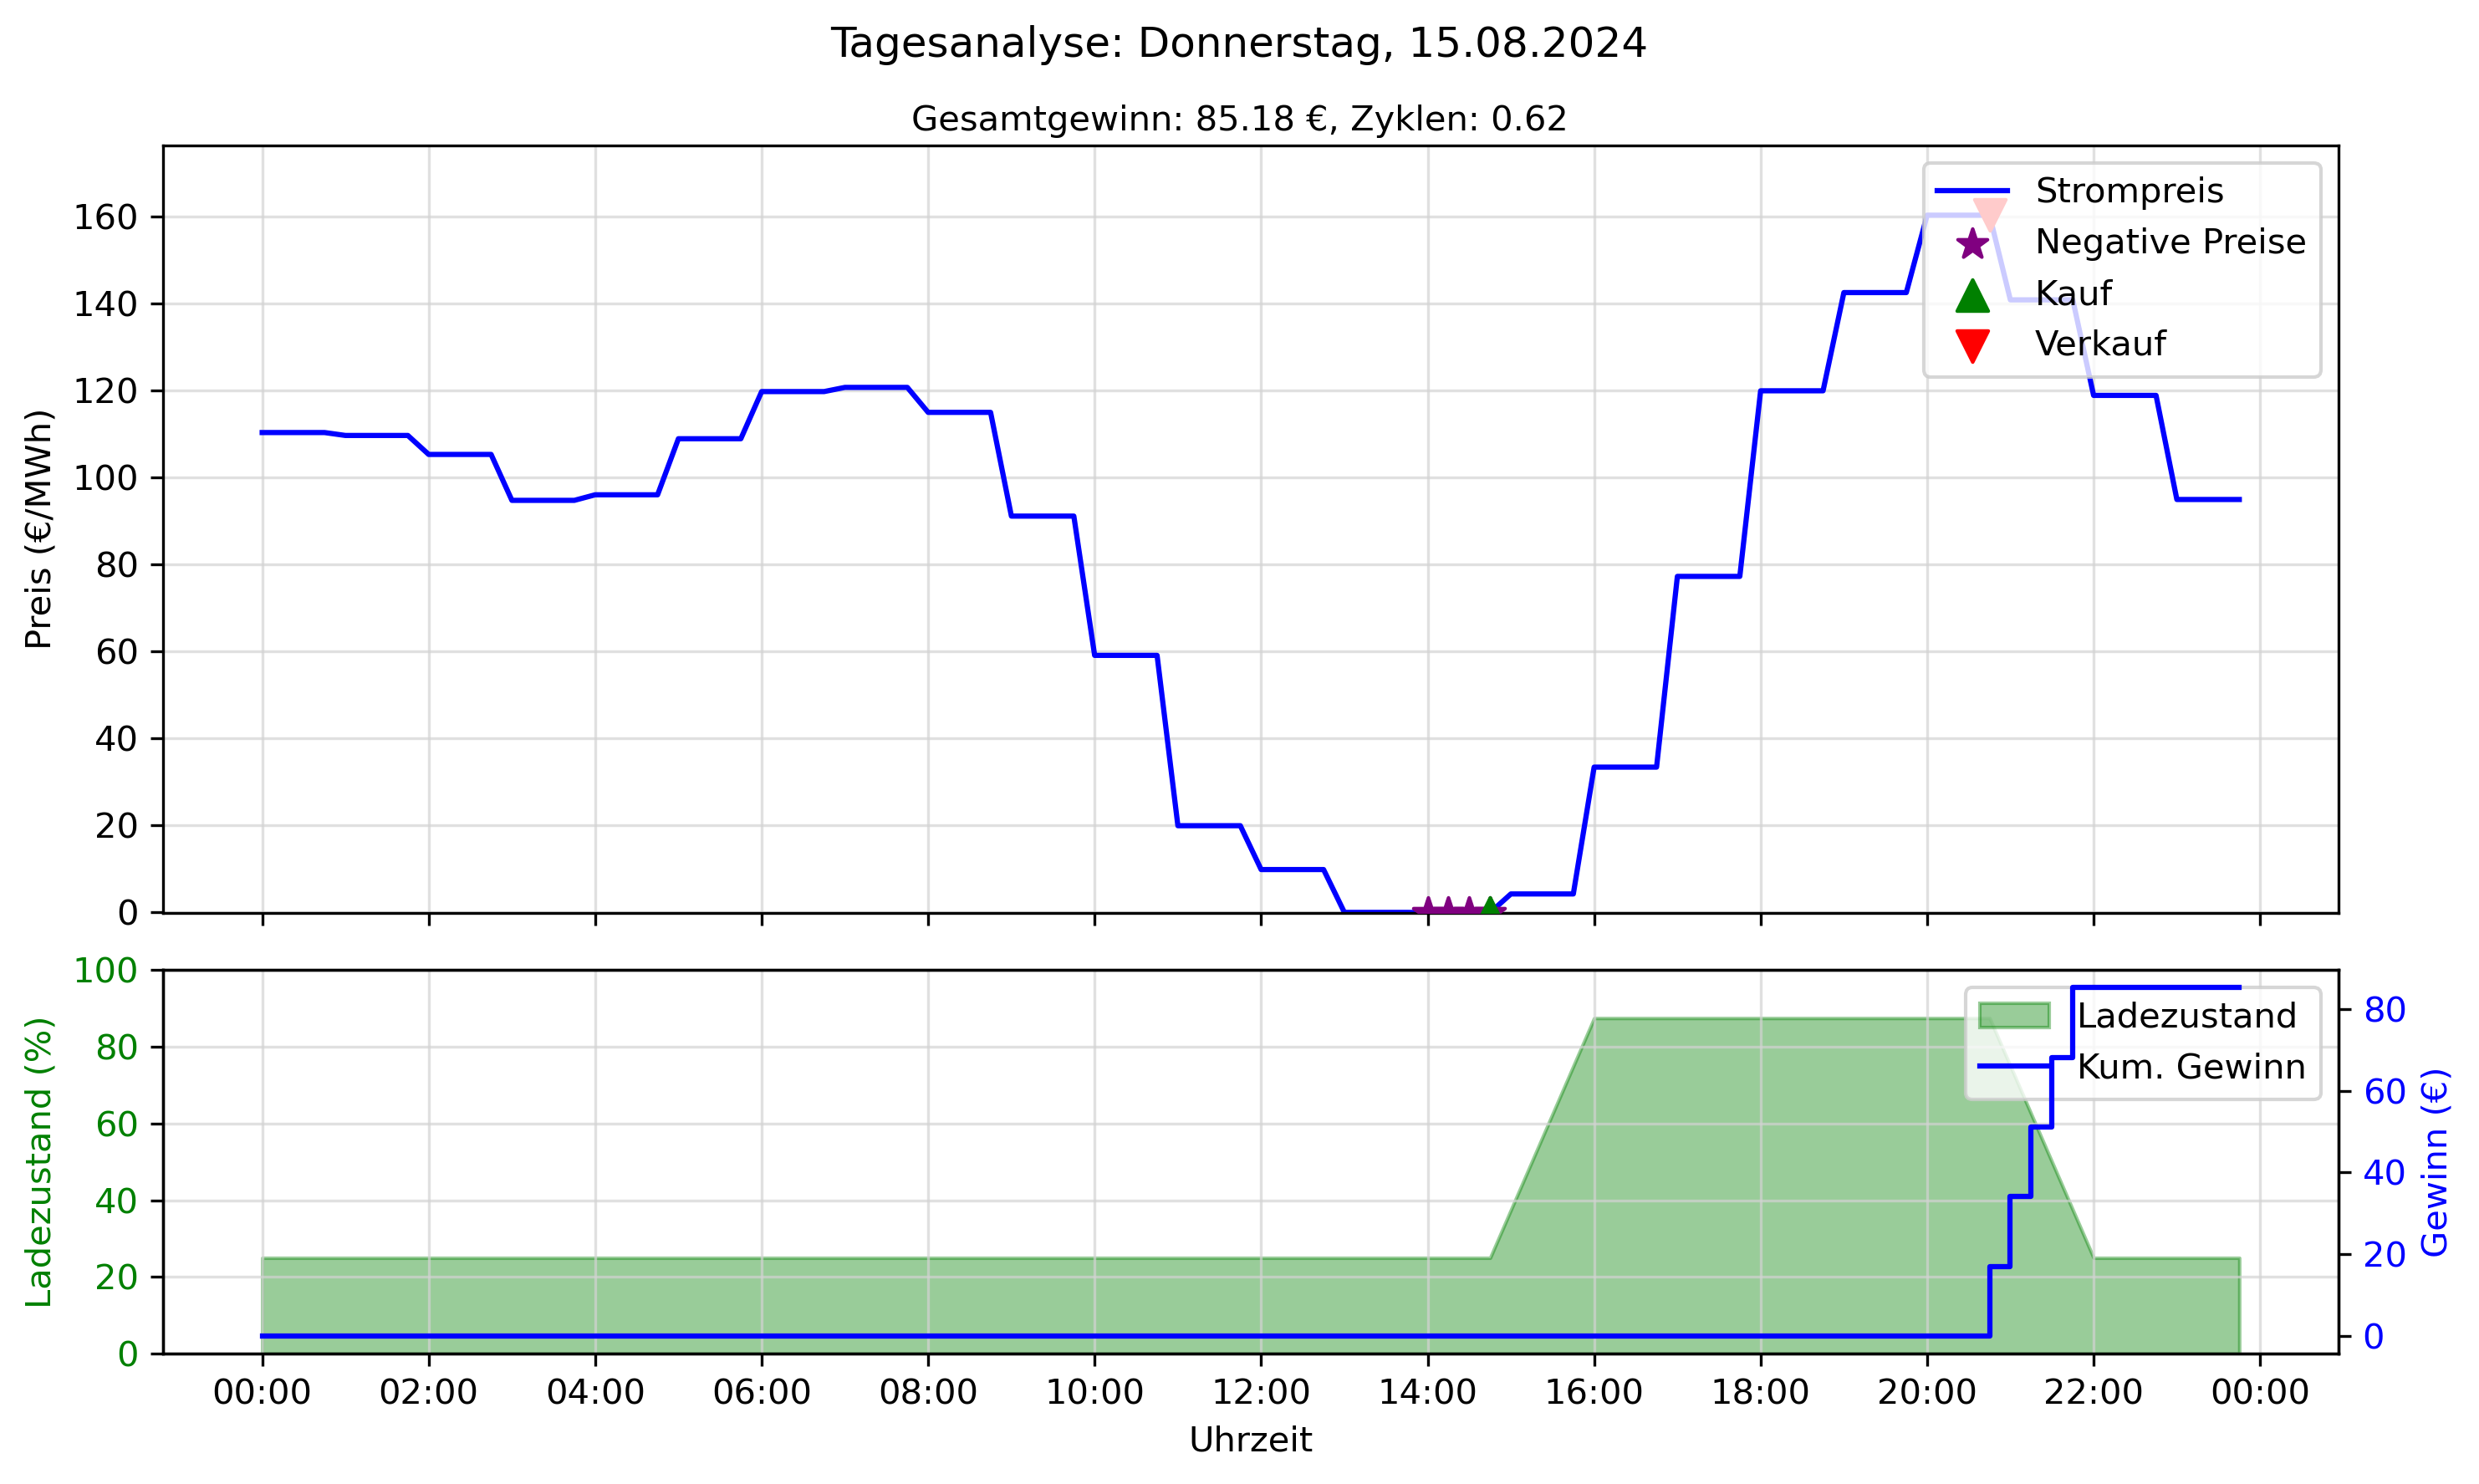 Tagesanalyse: Donnerstag, 15.08.2024
Gesamtgewinn: 85.18 €, Zyklen: 0.62
Preis (€/MWh)
160
140
120
100
80
60
40
20
0
Strompreis
Negative Preise
Kauf
Verkauf
Ladezustand (%)
100
80
60
40
20
0
Ladezustand
Kum. Gewinn
80
60
40
20
0
Gewinn (€)
00:00 02:00 04:00 06:00 08:00 10:00 12:00 14:00 16:00 18:00 20:00 22:00 00:00
Uhrzeit